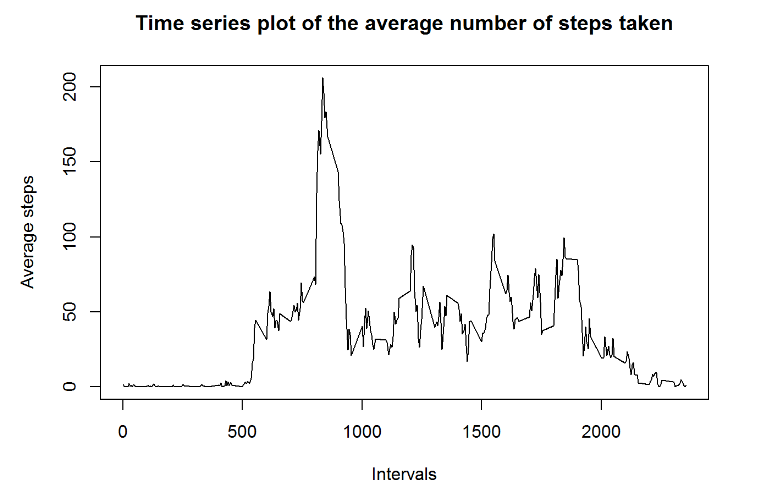 Time series plot of the average number of steps taken
Average steps
200
150
100
50
0
0 500 1000 1500 2000
Intervals